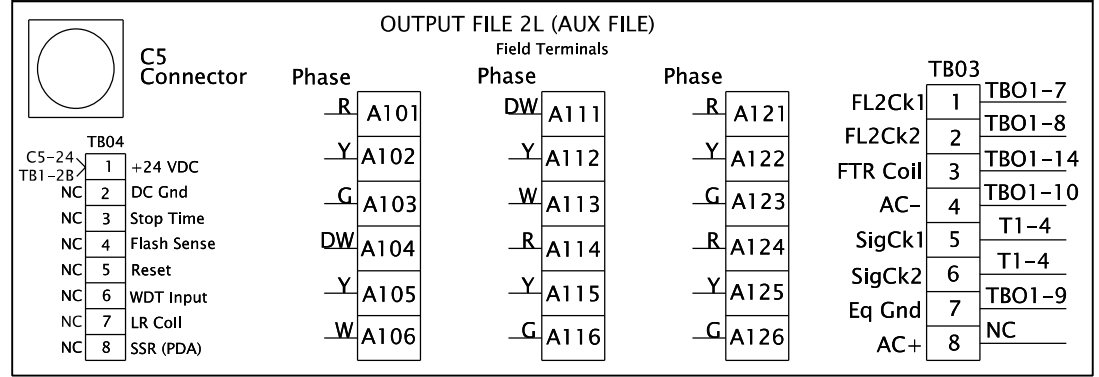 OUTPUT FILE 2L (AUX FILE)
Field Terminals
C5
Connector
TB04
C5-24
TB1-2B
1 +24 VDC
NC 2 DC Gnd
NC 3 Stop Time
NC 4 Flash Sense
NC 5 Reset
NC 6 WDT Input
NC 7 LR Coll
NC 8 SSR (PDA)
Phase
R A101
Y A102
G A103
DW A104
Y A105
W A106
Phase
DW A111
Y A112
W A113
R A114
Y A115
G A116
Phase
R A121
Y A122
G A123
R A124
Y A125
G A126
TB03
FL2Ck1 1 TBO1-7
FL2Ck2 2 TBO1-8
FTR Coil 3 TBO1-14
AC- 4 TBO1-10
SigCk1 5 T1-4
SigCk2 6 T1-4
Eq Gnd 7 TBO1-9
AC+ 8 NC